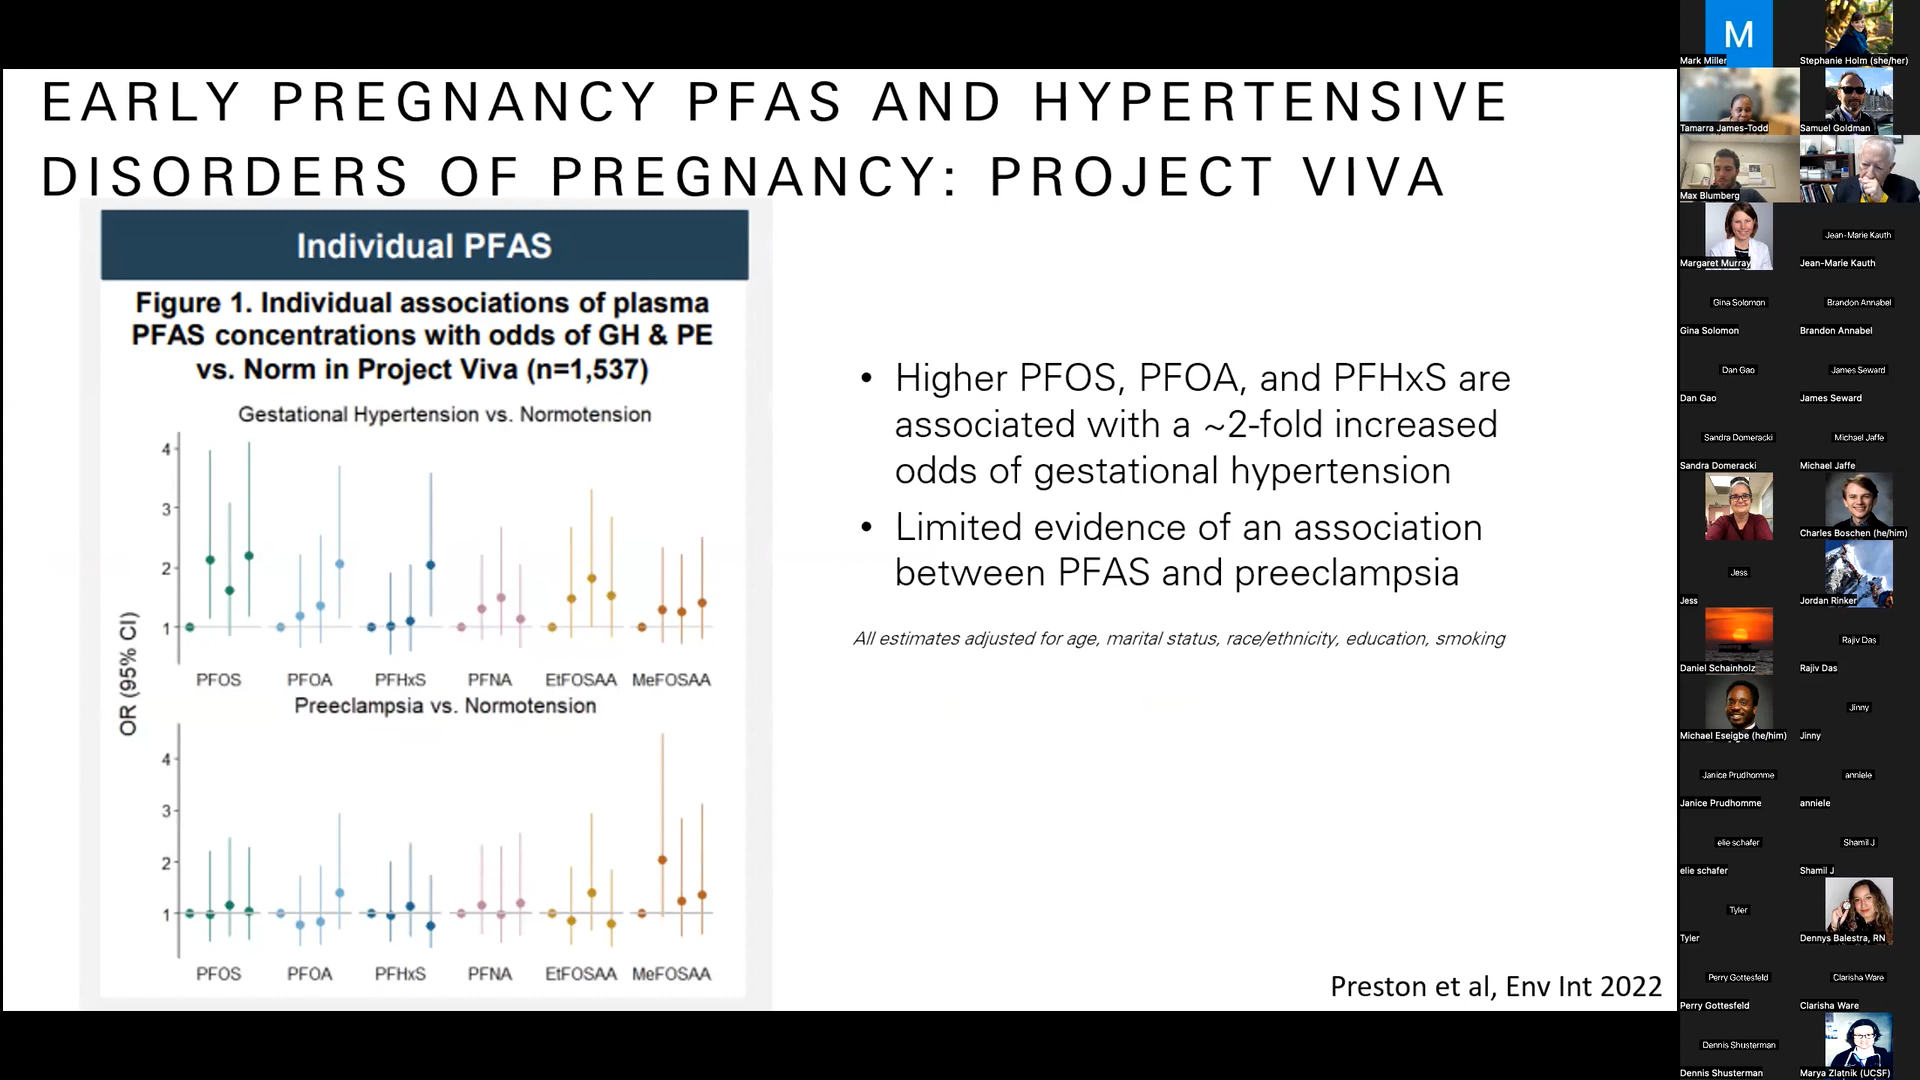 EARLY PREGNANCY PFAS AND HYPERTENSIVE
DISORDERS OF PREGNANCY: PROJECT VIVA
Individual PFAS
Figure 1. Individual associations of plasma
PFAS concentrations with odds of GH & PE
vs. Norm in Project Viva (n=1,537)
Gestational Hypertension vs. Normotension
4
3
2
1
PFOS PFOA PFHxS PFNA EtFOSAA MeFOSAA
OR (95% CI)
Preeclampsia vs. Normotension
4
3
2
1
PFOS PFOA PFHxS PFNA EtFOSAA MeFOSAA
• Higher PFOS, PFOA, and PFHxS are
associated with a ~2-fold increased
odds of gestational hypertension
• Limited evidence of an association
between PFAS and preeclampsia
All estimates adjusted for age, marital status, race/ethnicity, education, smoking
Preston et al, Env Int 2022
M
Mark Miller
Stephanie Holm (she/her)
Tamarra James-Todd
Samuel Goldman
Max Blumberg
Margaret Murray
Jean-Marie Kauth
Jean-Marie Kauth
Gina Solomon
Gina Solomon
Brandon Annabel
Brandon Annabel
Dan Gao
Dan Gao
James Seward
James Seward
Sandra Domeracki
Sandra Domeracki
Michael Jaffe
Michael Jaffe
Charles Boschen (he/him)
Jess
Jess
Jordan Rinker
Daniel Schainholz
Rajiv Das
Rajiv Das
Michael Eseigbe (he/him)
Jinny
Jinny
Janice Prudhomme
Janice Prudhomme
anniele
anniele
elie schafer
elie schafer
Shamil J
Shamil J
Tyler
Tyler
Dennys Balestra, RN
Perry Gottesfeld
Perry Gottesfeld
Clarisha Ware
Clarisha Ware
Dennis Shusterman
Dennis Shusterman
Marya Zlatnik (UCSF)